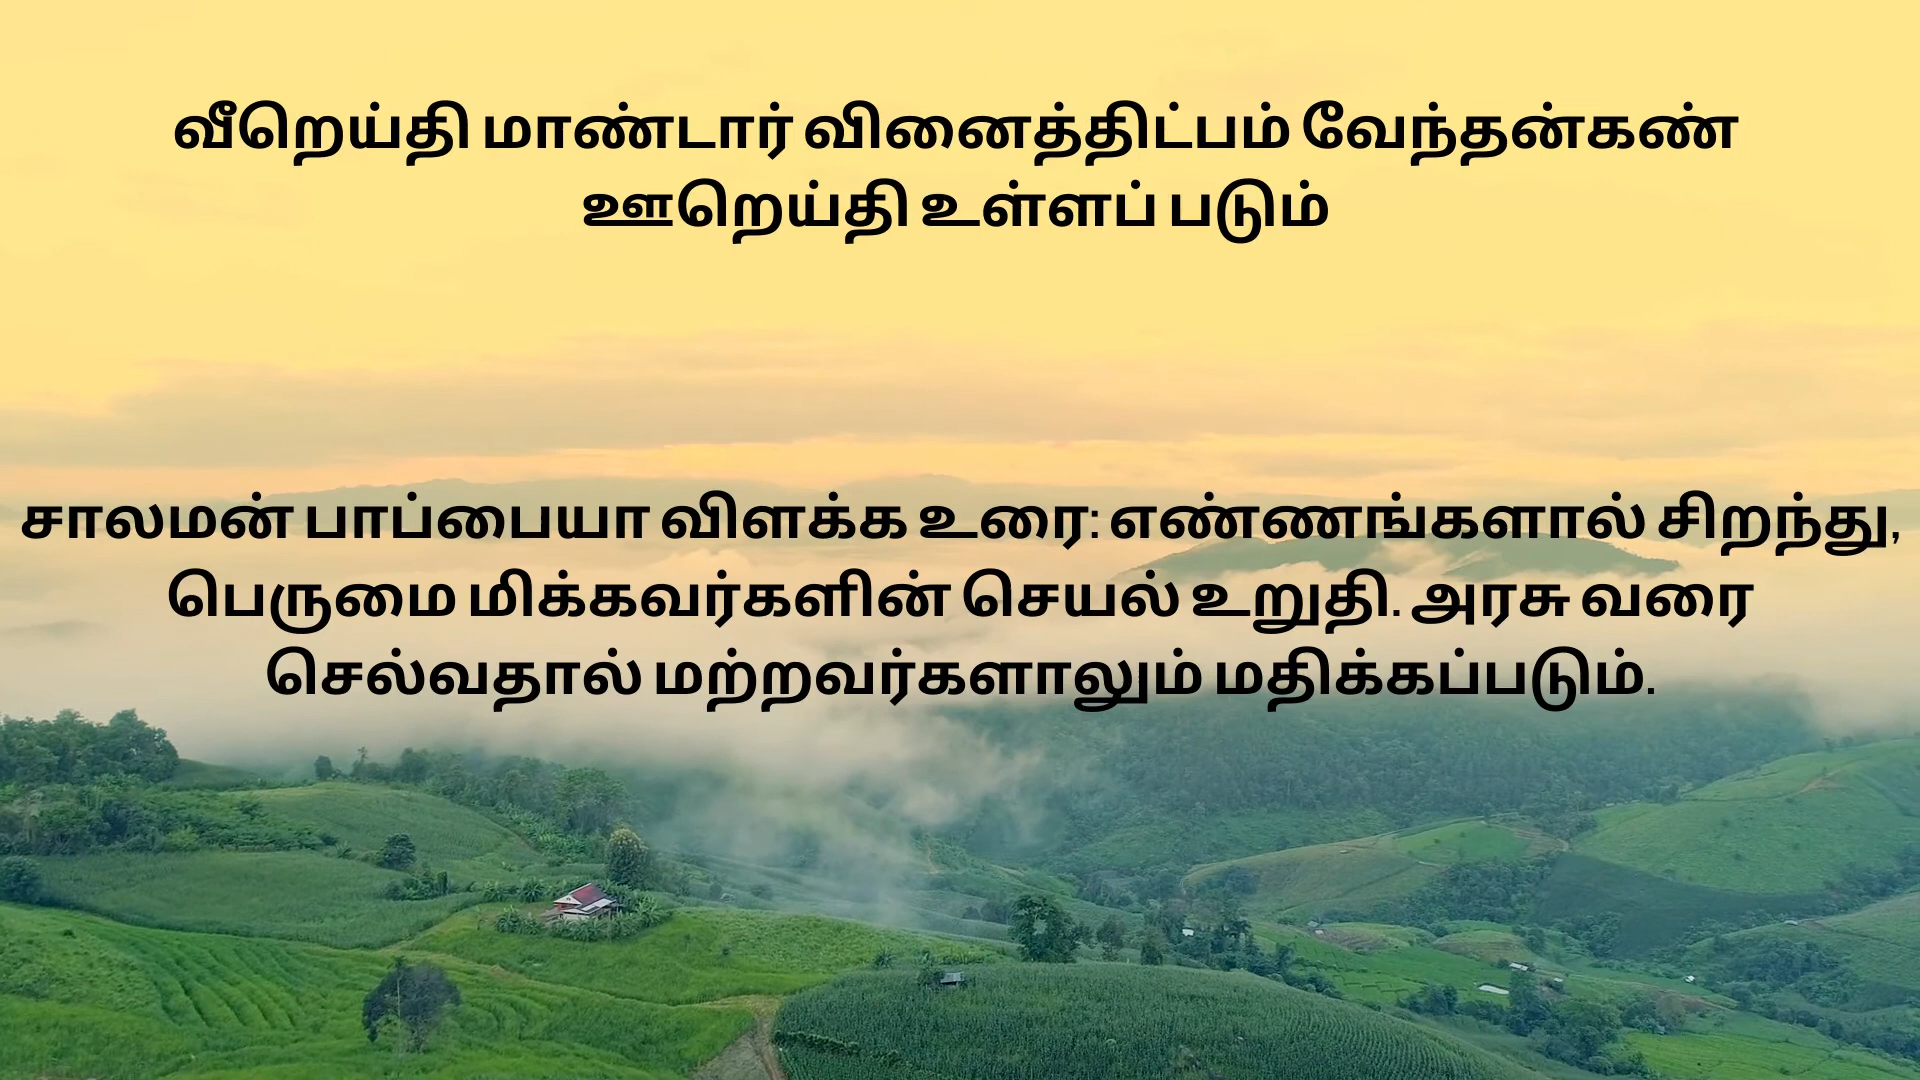 வீறெய்தி மாண்டார் வினைத்திட்பம் வேந்தன்கண்
ஊறெய்தி உள்ளப் படும்
சாலமன் பாப்பையா விளக்க உரை: எண்ணங்களால் சிறந்து,
பெருமை மிக்கவர்களின் செயல் உறுதி. அரசு வரை
செல்வதால் மற்றவர்களாலும் மதிக்கப்படும்.